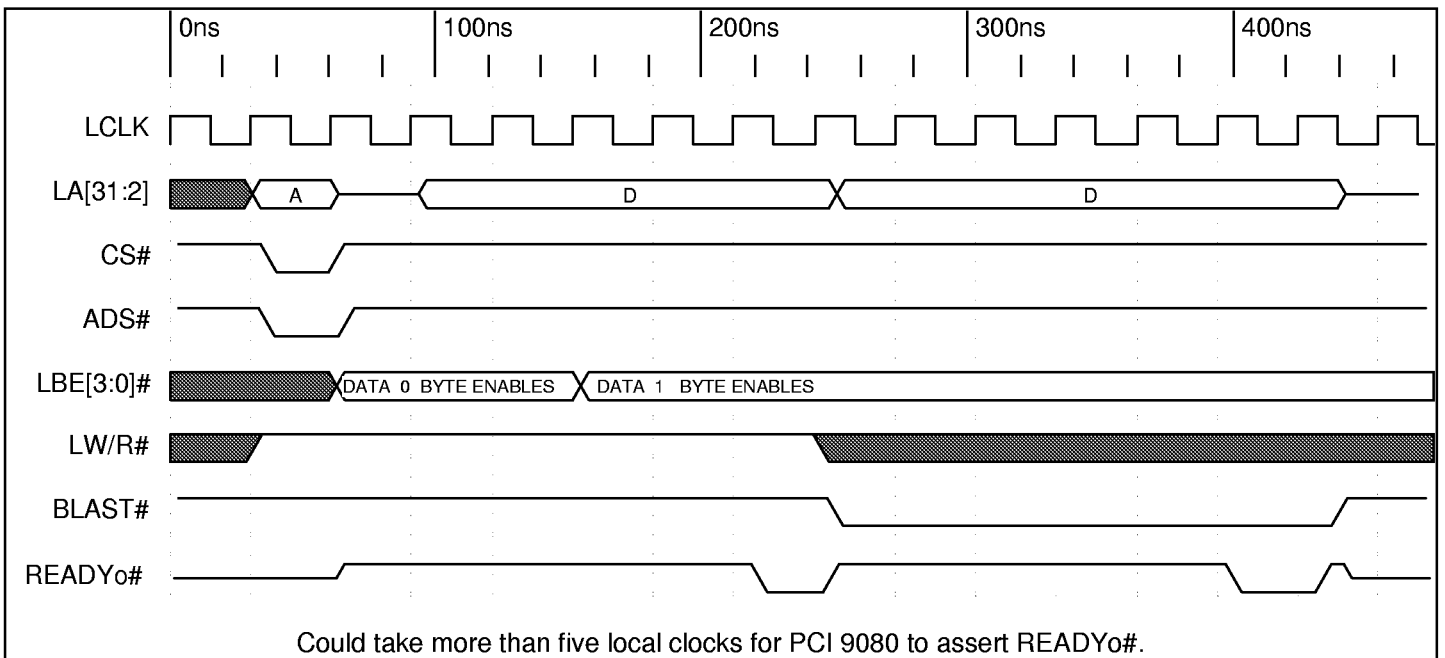 0ns 100ns 200ns 300ns 400ns
LCLK
LA[31:2] A D D
CS#
ADS#
LBE[3:0]# DATA 0 BYTE ENABLES DATA 1 BYTE ENABLES
LW/R#
BLAST#
READYo#
Could take more than five local clocks for PCI 9080 to assert READYo#.